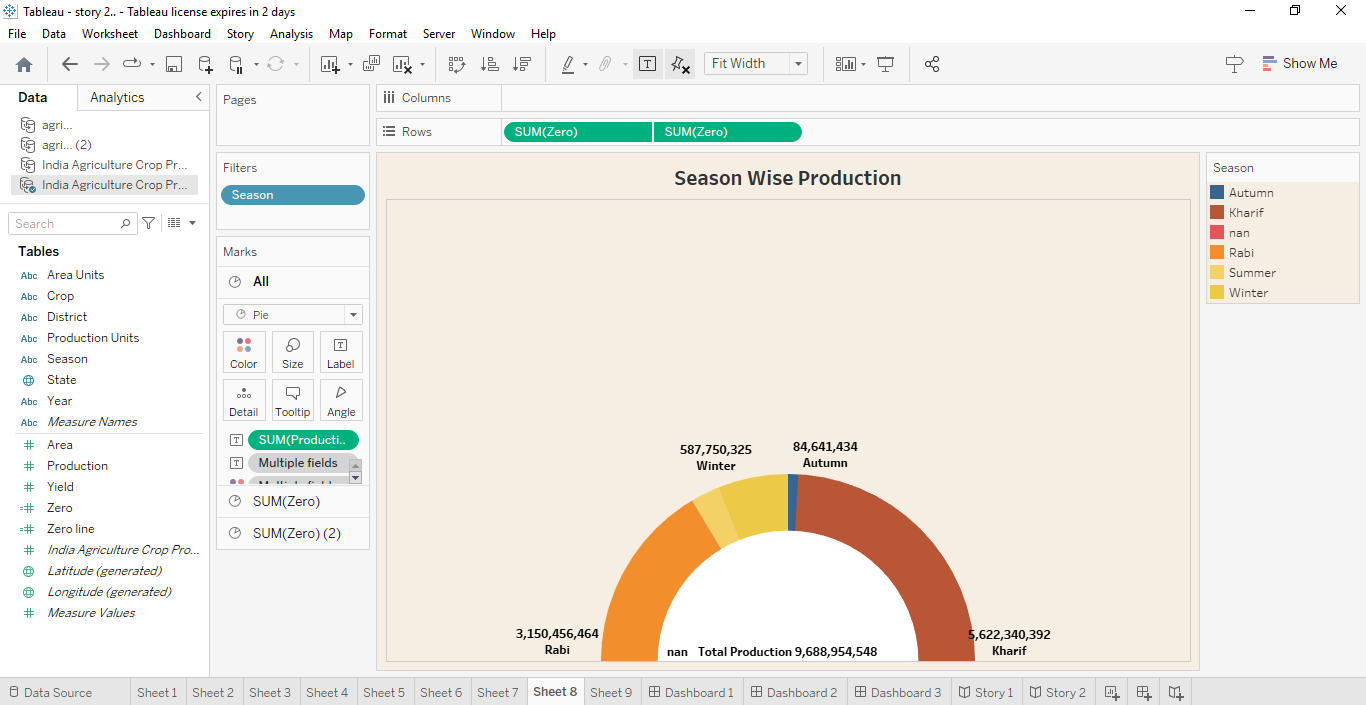 Tableau - story 2.. - Tableau license expires in 2 days
File Data Worksheet Dashboard Story Analysis Map Format Server Window Help
Fit Width
Show Me
Data Analytics
agri...
agri... (2)
India Agriculture Crop Pr...
India Agriculture Crop Pr...
Search
Tables
Abc Area Units
Abc Crop
Abc District
Abc Production Units
Abc Season
State
Abc Year
Abc Measure Names
Area
Production
Yield
Zero
Zero line
India Agriculture Crop Pro...
Latitude (generated)
Longitude (generated)
Measure Values
Pages
Filters
Season
Marks
All
Pie
Color Size Label
Detail Tooltip Angle
SUM(Producti..
Multiple fields
SUM(Zero)
SUM(Zero) (2)
Columns
Rows SUM(Zero) SUM(Zero)
Season Wise Production
587,750,325
Winter
84,641,434
Autumn
3,150,456,464
Rabi
nan Total Production 9,688,954,548
5,622,340,392
Kharif
Season
Autumn
Kharif
nan
Rabi
Summer
Winter
Data Source Sheet 1 Sheet 2 Sheet 3 Sheet 4 Sheet 5 Sheet 6 Sheet 7 Sheet 8 Sheet 9 Dashboard 1 Dashboard 2 Dashboard 3 Story 1 Story 2